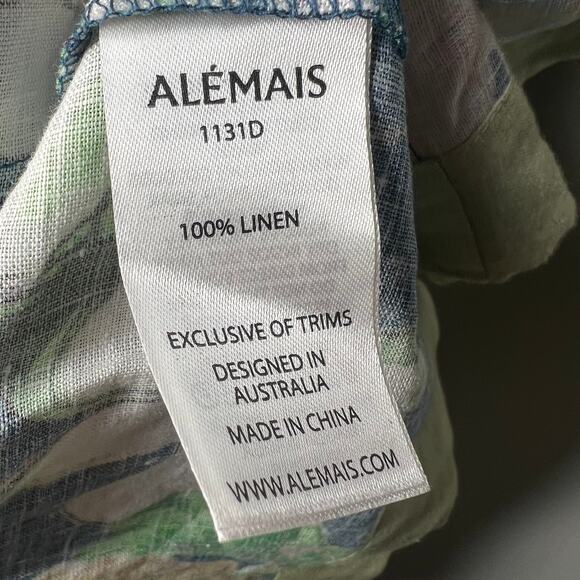 ALÉMAIS
1131D
100% LINEN
EXCLUSIVE OF TRIMS
DESIGNED IN
AUSTRALIA
MADE IN CHINA
WWW.ALEMAIS.COM